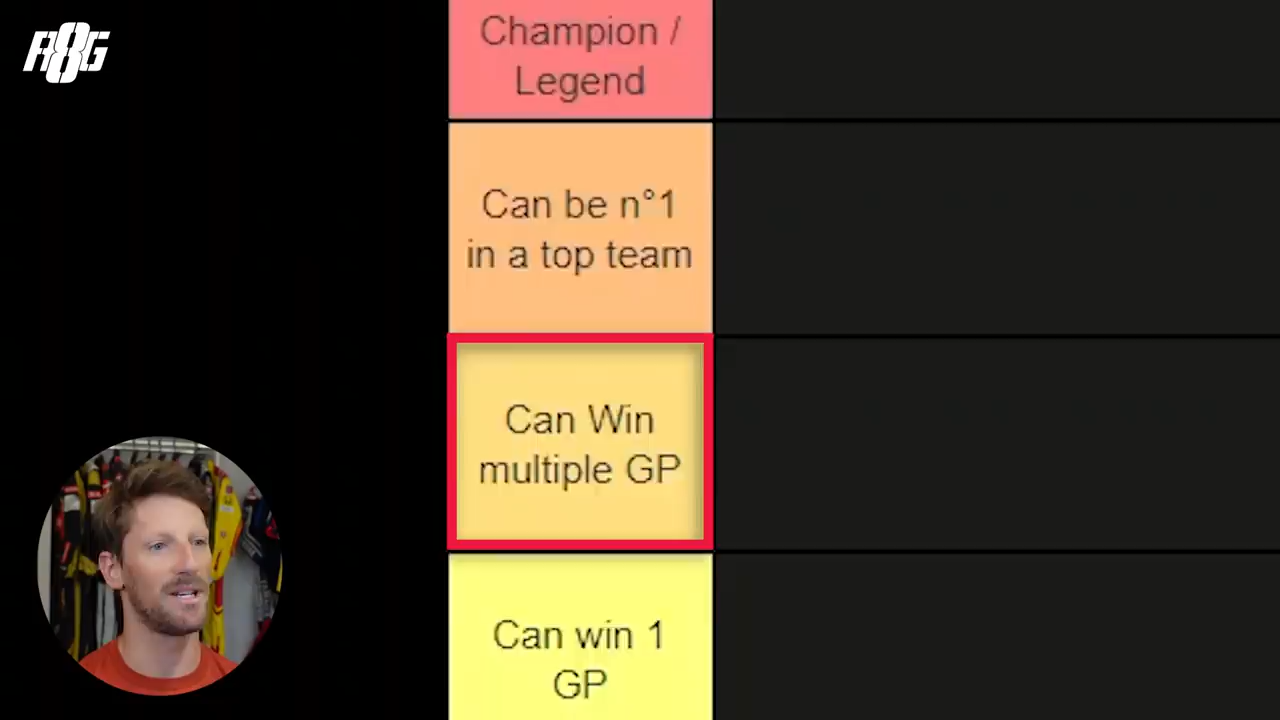 R8G
Champion /
Legend
Can be n°1
in a top team
Can Win
multiple GP
Can win 1
GP